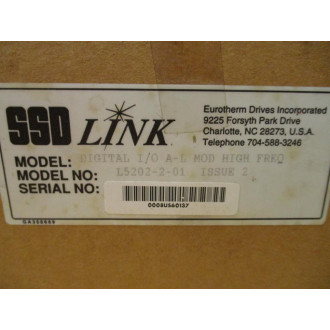 SSD LINK
Eurotherm Drives Incorporated
9225 Forsyth Park Drive
Charlotte, NC 28273, U.S.A.
Telephone 704-588-3246
MODEL: DIGITAL I/O A-L MOD HIGH FREQ
MODEL NO: L5202-2-01 ISSUE 2
SERIAL NO:
0003US60137